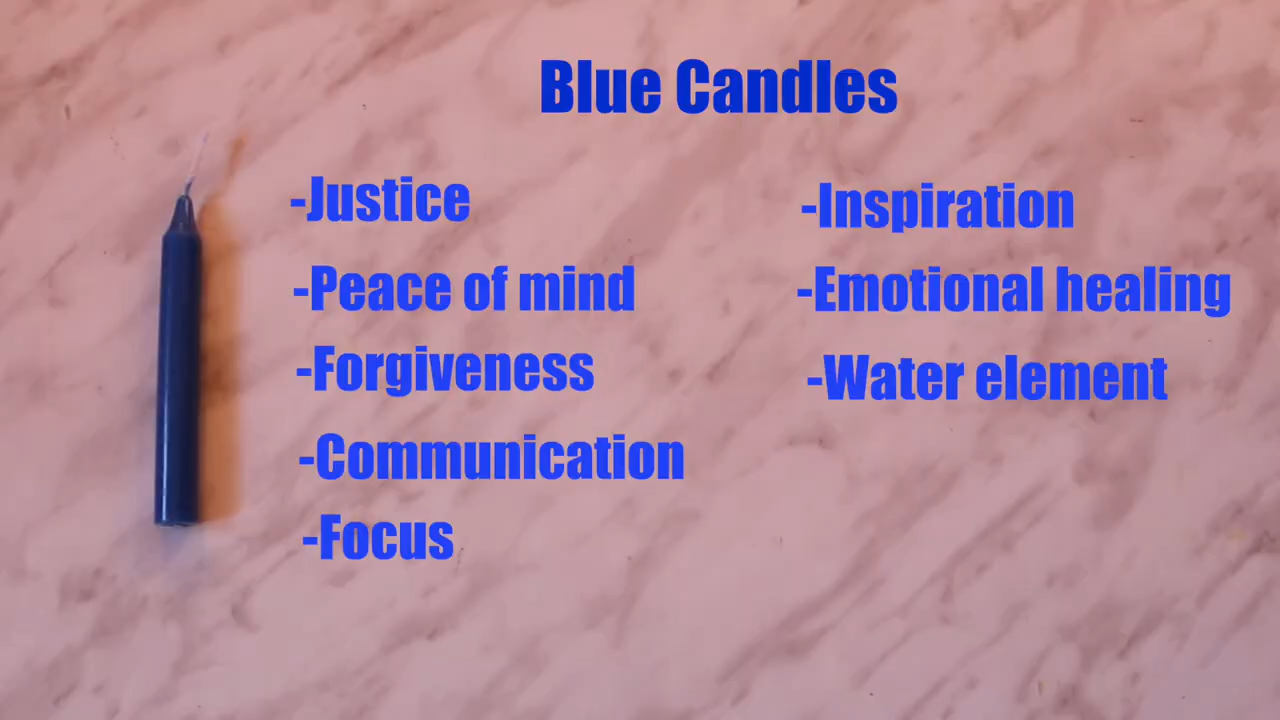 Blue Candles
-Justice
-Peace of mind
-Forgiveness
-Communication
-Focus
-Inspiration
-Emotional healing
-Water element